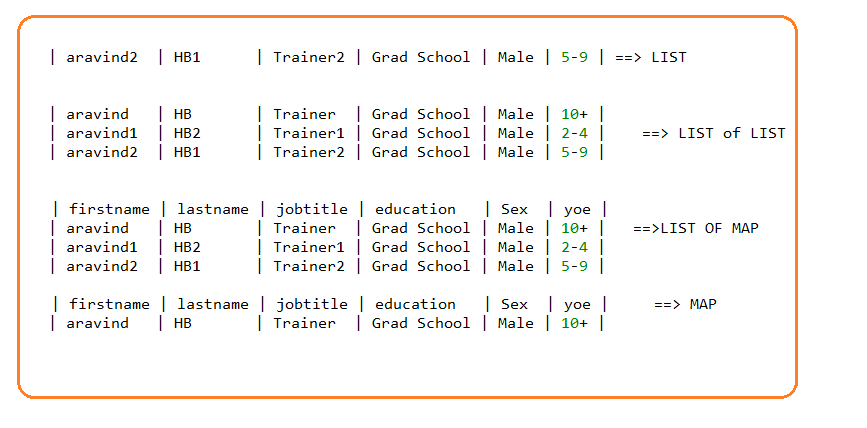 | aravind2 | HB1 | Trainer2 | Grad School | Male | 5-9 | ==> LIST
| aravind | HB | Trainer | Grad School | Male | 10+ |
| aravind1 | HB2 | Trainer1 | Grad School | Male | 2-4 | ==> LIST of LIST
| aravind2 | HB1 | Trainer2 | Grad School | Male | 5-9 |
| firstname | lastname | jobtitle | education | Sex | yoe |
| aravind | HB | Trainer | Grad School | Male | 10+ | ==>LIST OF MAP
| aravind1 | HB2 | Trainer1 | Grad School | Male | 2-4 |
| aravind2 | HB1 | Trainer2 | Grad School | Male | 5-9 |
| firstname | lastname | jobtitle | education | Sex | yoe | ==> MAP
| aravind | HB | Trainer | Grad School | Male | 10+ |